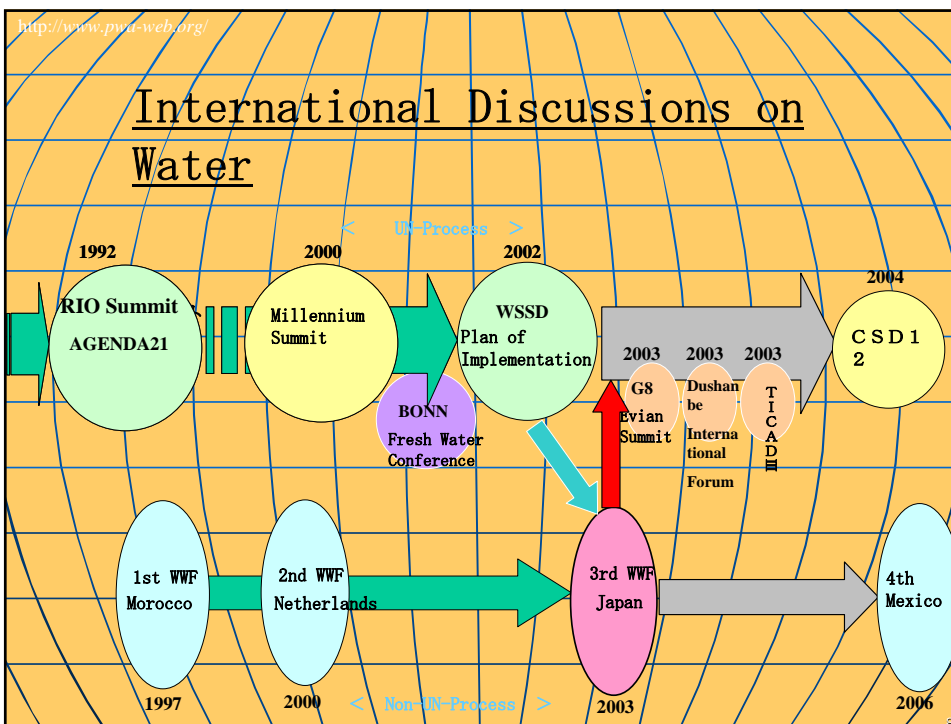 http://www.pwa-web.org/
International Discussions on
Water
< UN-Process >
1992
2000
2002
2004
RIO Summit
AGENDA21
Millennium
Summit
WSSD
Plan of
Implementation
CSD1
2
BONN
Fresh Water
Conference
2003
G8
Evian
Summit
2003
Dushan
be
Interna
tional
Forum
2003
TICADⅢ
1st WWF
Morocco
2nd WWF
Netherlands
3rd WWF
Japan
4th
Mexico
1997
2000
< Non-UN-Process >
2003
2006